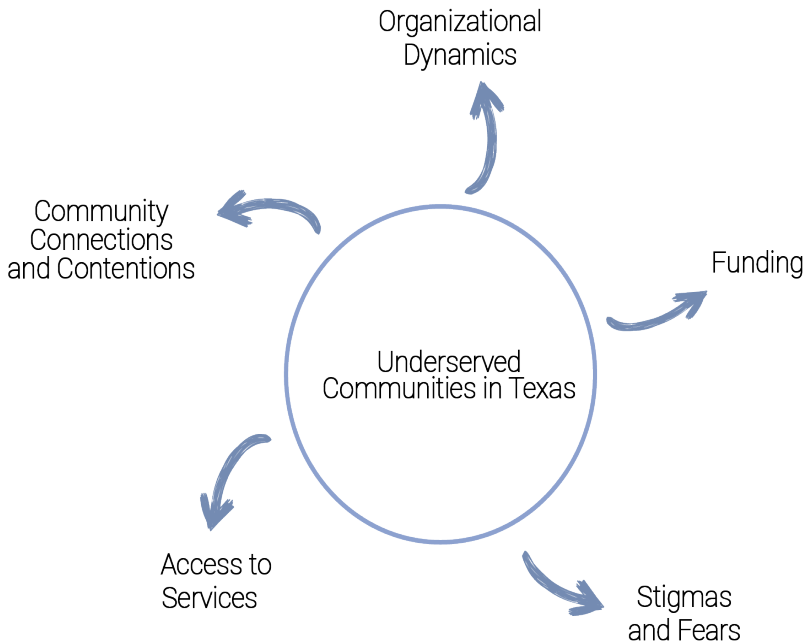 Organizational
Dynamics
Community
Connections
and Contentions
Funding
Underserved
Communities in Texas
Access to
Services
Stigmas
and Fears